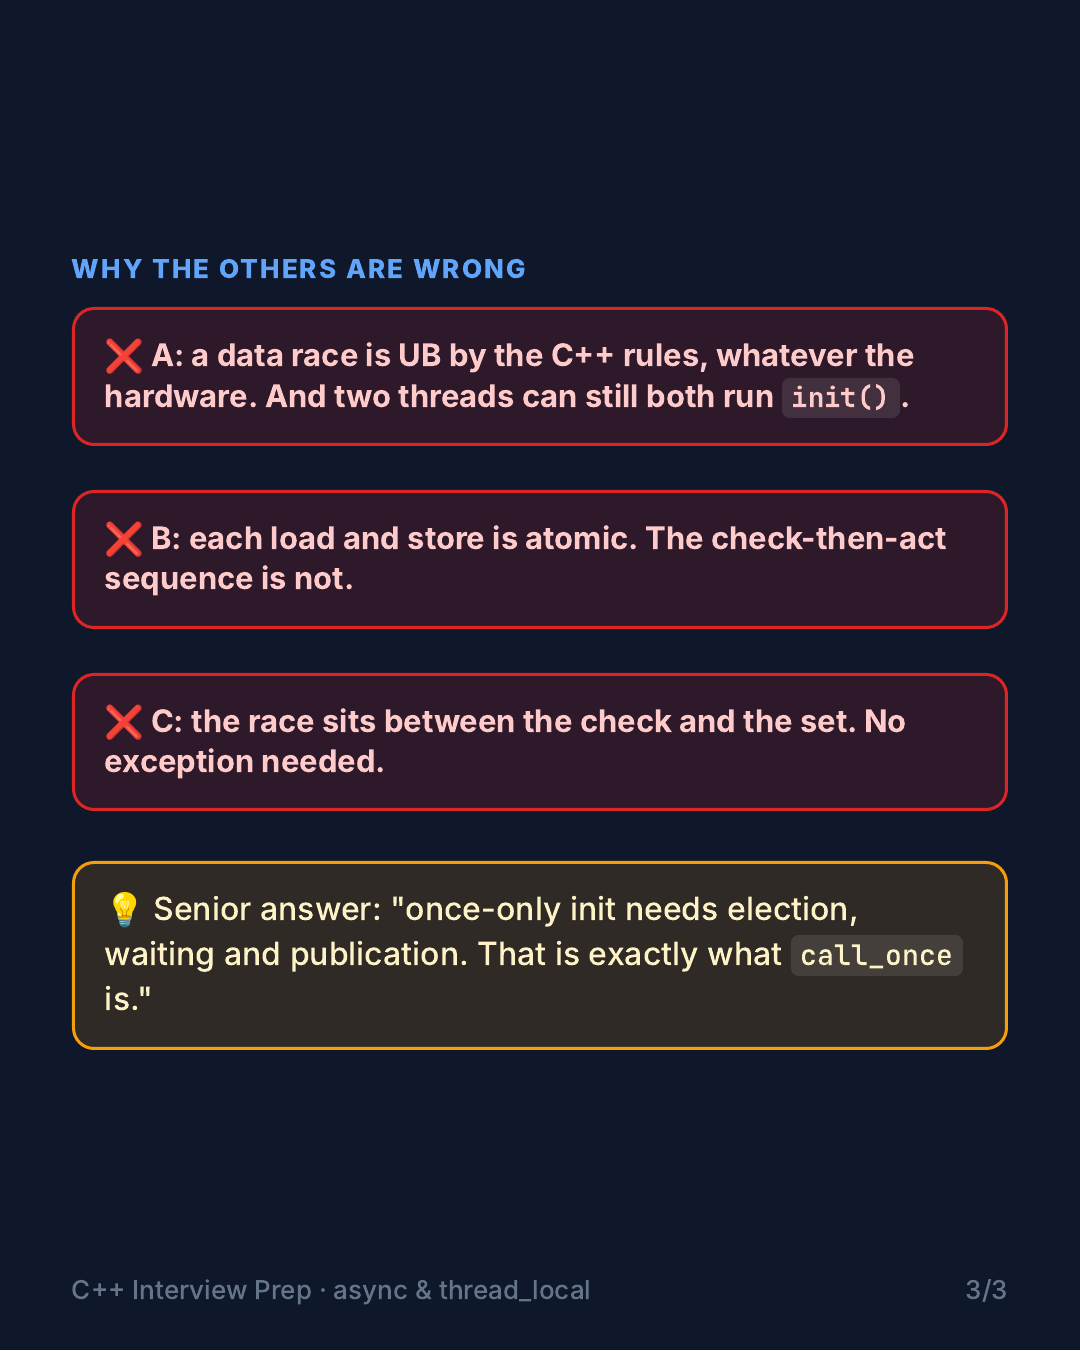 WHY THE OTHERS ARE WRONG
❌ A: a data race is UB by the C++ rules, whatever the
hardware. And two threads can still both run init().
❌ B: each load and store is atomic. The check-then-act
sequence is not.
❌ C: the race sits between the check and the set. No
exception needed.
💡 Senior answer: "once-only init needs election,
waiting and publication. That is exactly what call_once
is."
C++ Interview Prep · async & thread_local
3/3